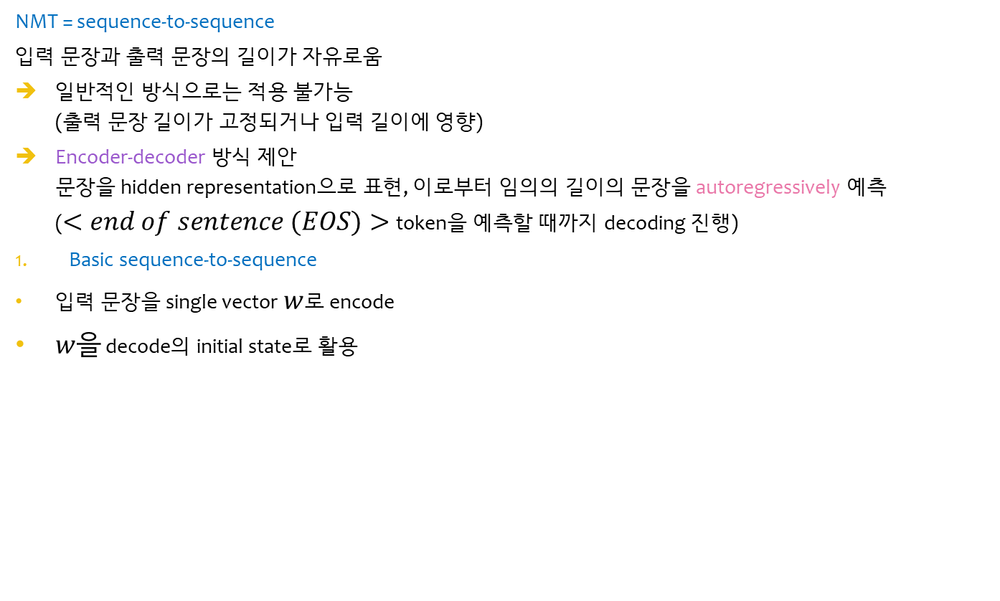 NMT = sequence-to-sequence
입력 문장과 출력 문장의 길이가 자유로움
➔ 일반적인 방식으로는 적용 불가능
(출력 문장 길이가 고정되거나 입력 길이에 영향)
➔ Encoder-decoder 방식 제안
문장을 hidden representation으로 표현, 이로부터 임의의 길이의 문장을 autoregressively 예측
(< end of sentence (EOS) > token을 예측할 때까지 decoding 진행)
1. Basic sequence-to-sequence
• 입력 문장을 single vector w로 encode
• w을 decode의 initial state로 활용